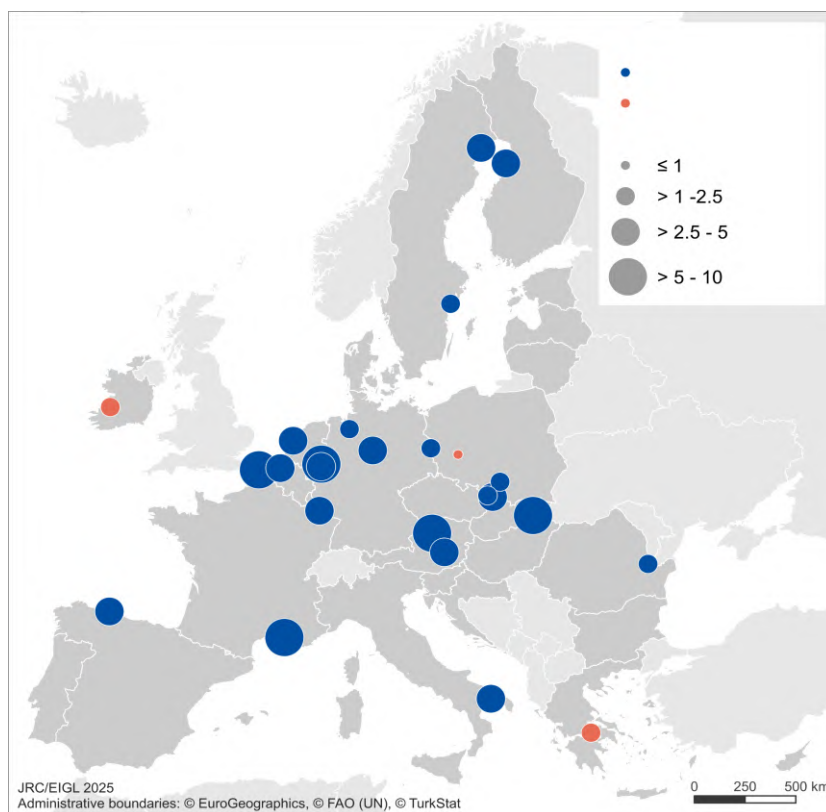 ≤ 1
> 1 -2.5
> 2.5 - 5
> 5 - 10
JRC/EIGL 2025
Administrative boundaries: © EuroGeographics, © FAO (UN), © TurkStat
0 250 500 km